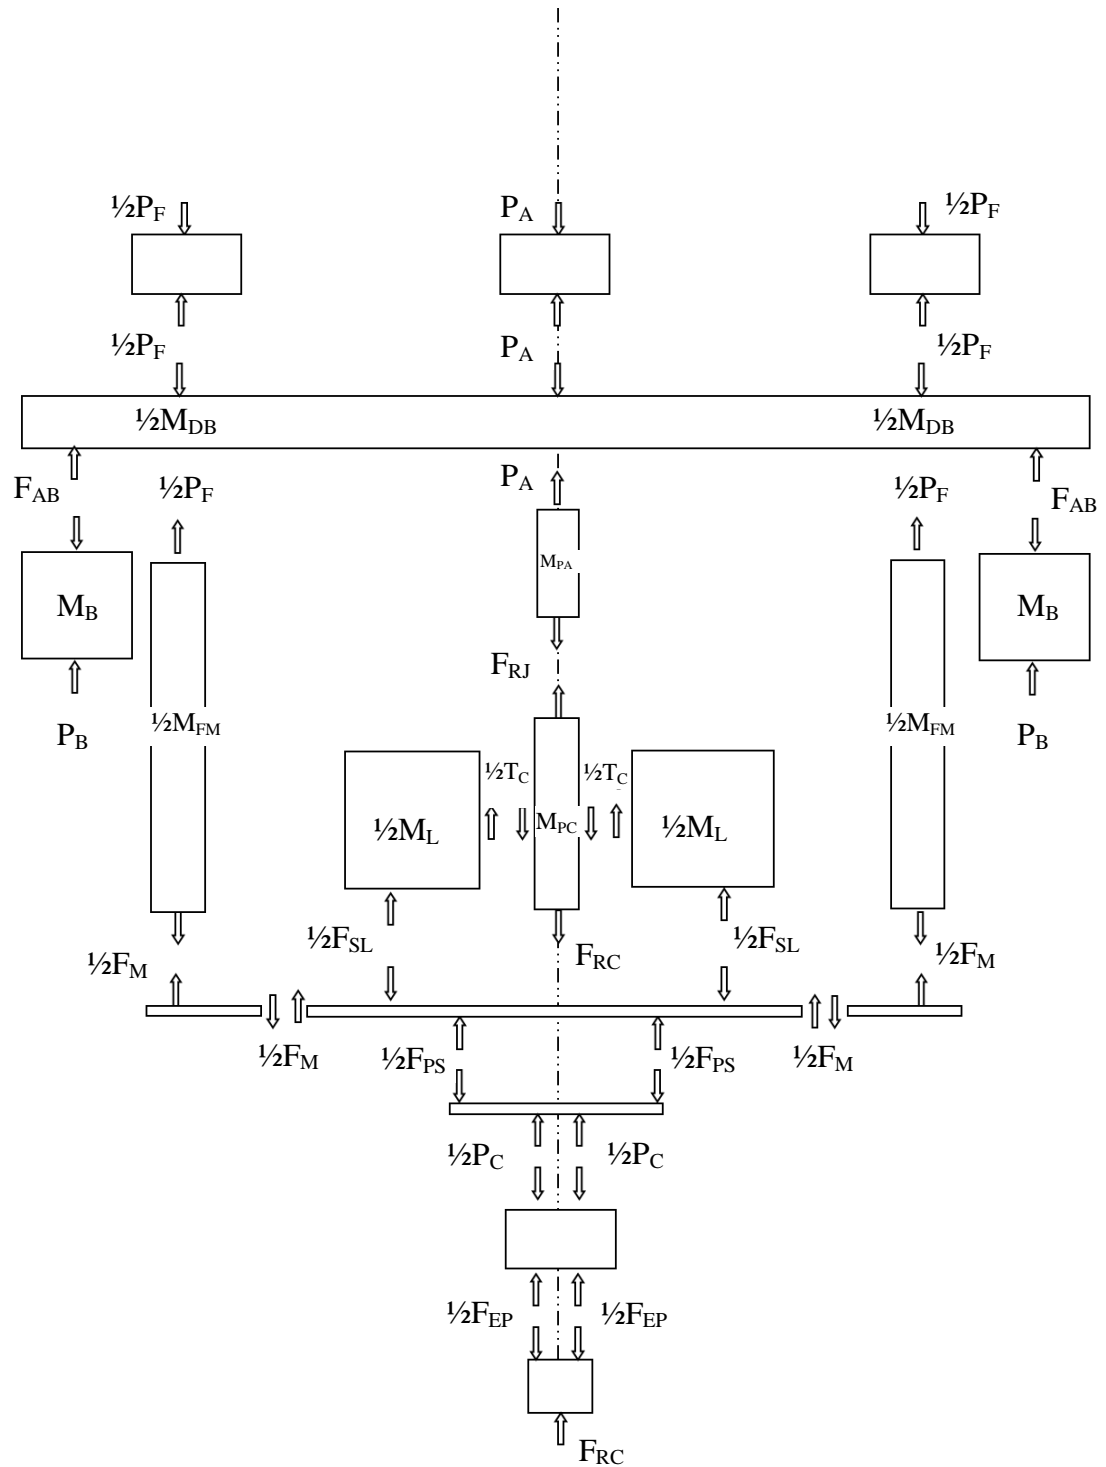 ½P_F P_A ½P_F
½P_F P_A ½P_F
½M_DB ½M_DB
F_AB ½P_F P_A ½P_F F_AB
M_PA
M_B M_B
F_RJ
P_B ½M_FM ½M_FM P_B
½T_C ½T_C
½M_L M_PC ½M_L
½F_SL ½F_SL
½F_M F_RC ½F_M
½F_M ½F_PS ½F_PS ½F_M
½P_C ½P_C
½F_EP ½F_EP
F_RC